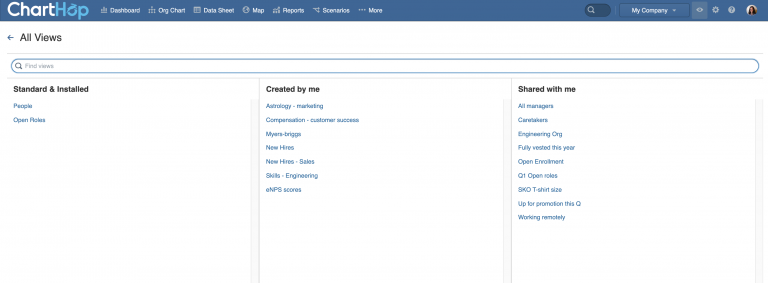 ChartHop Dashboard Org Chart Data Sheet Map Reports Scenarios More My Company
← All Views
Find views
Standard & Installed
People
Open Roles
Created by me
Astrology - marketing
Compensation - customer success
Myers-briggs
New Hires
New Hires - Sales
Skills - Engineering
eNPS scores
Shared with me
All managers
Caretakers
Engineering Org
Fully vested this year
Open Enrollment
Q1 Open roles
SKO T-shirt size
Up for promotion this Q
Working remotely